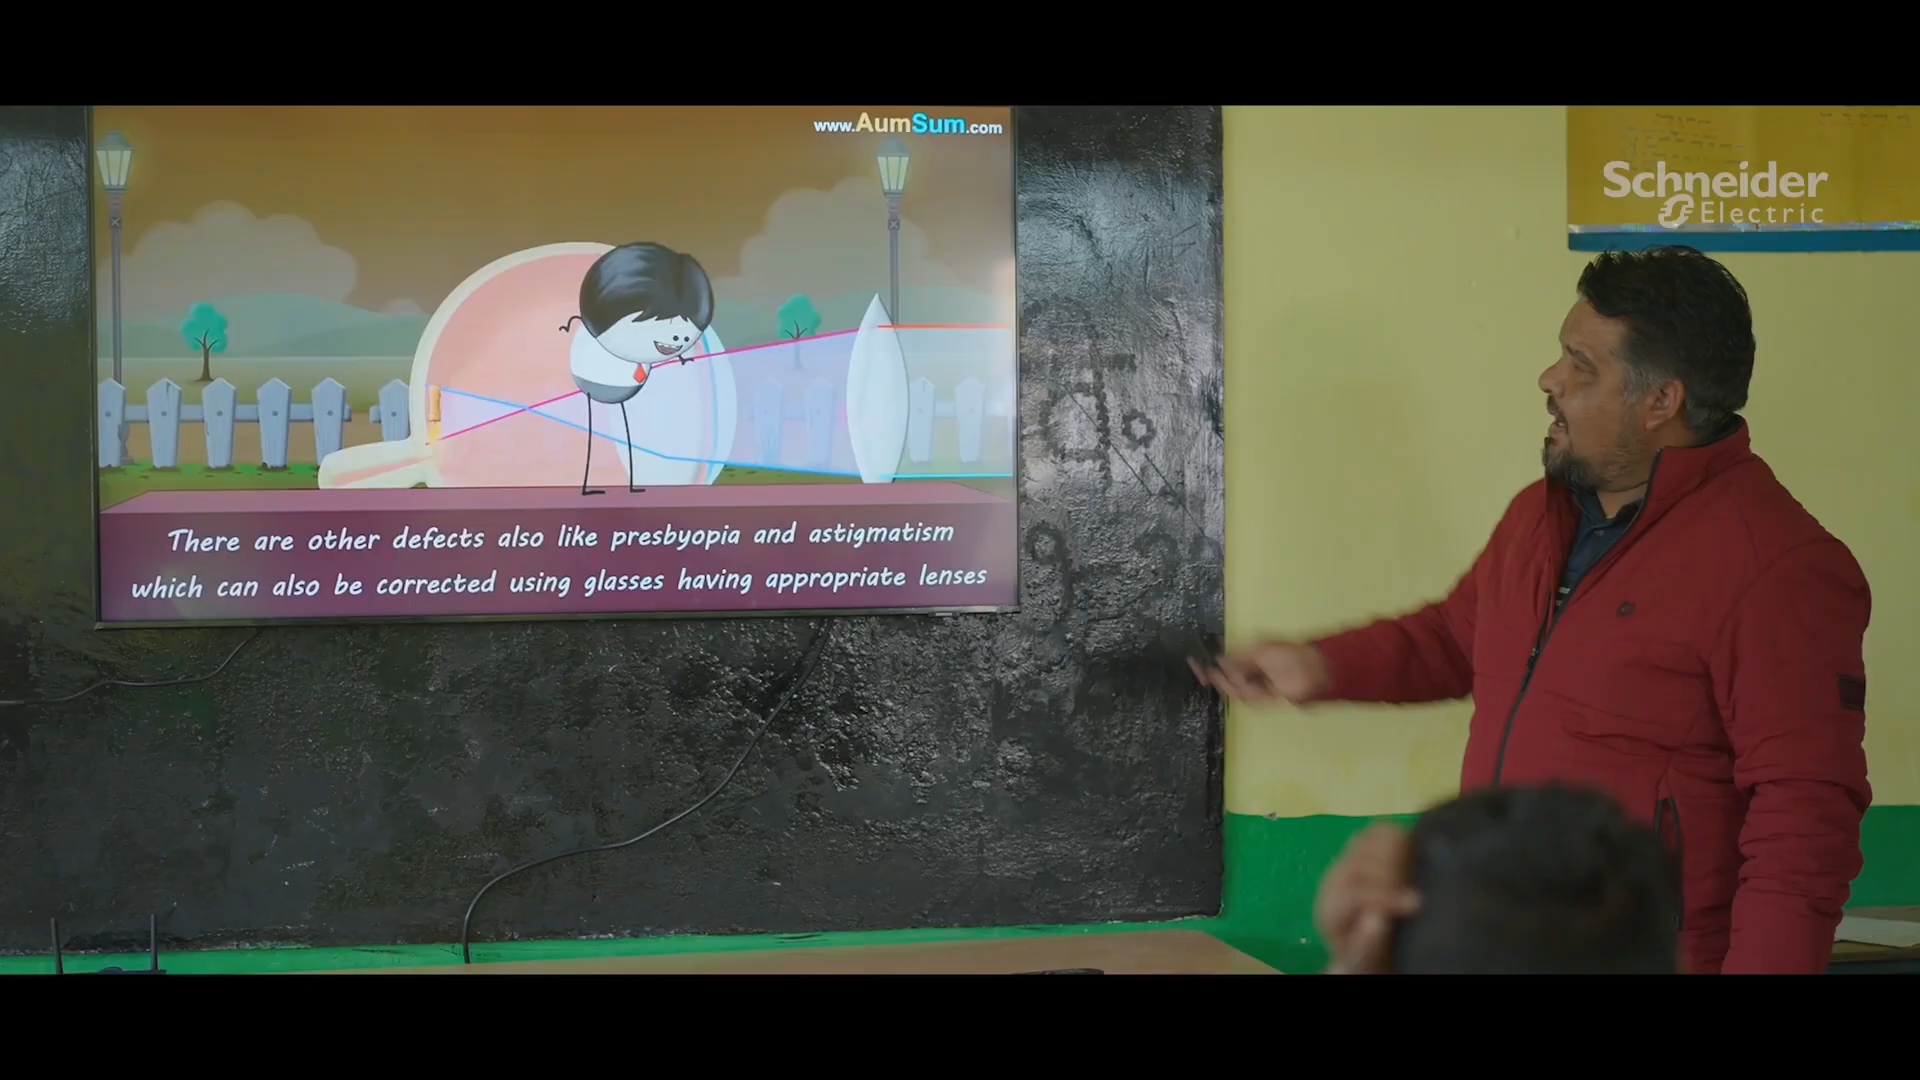 www.AumSum.com
Schneider
Electric
There are other defects also like presbyopia and astigmatism
which can also be corrected using glasses having appropriate lenses